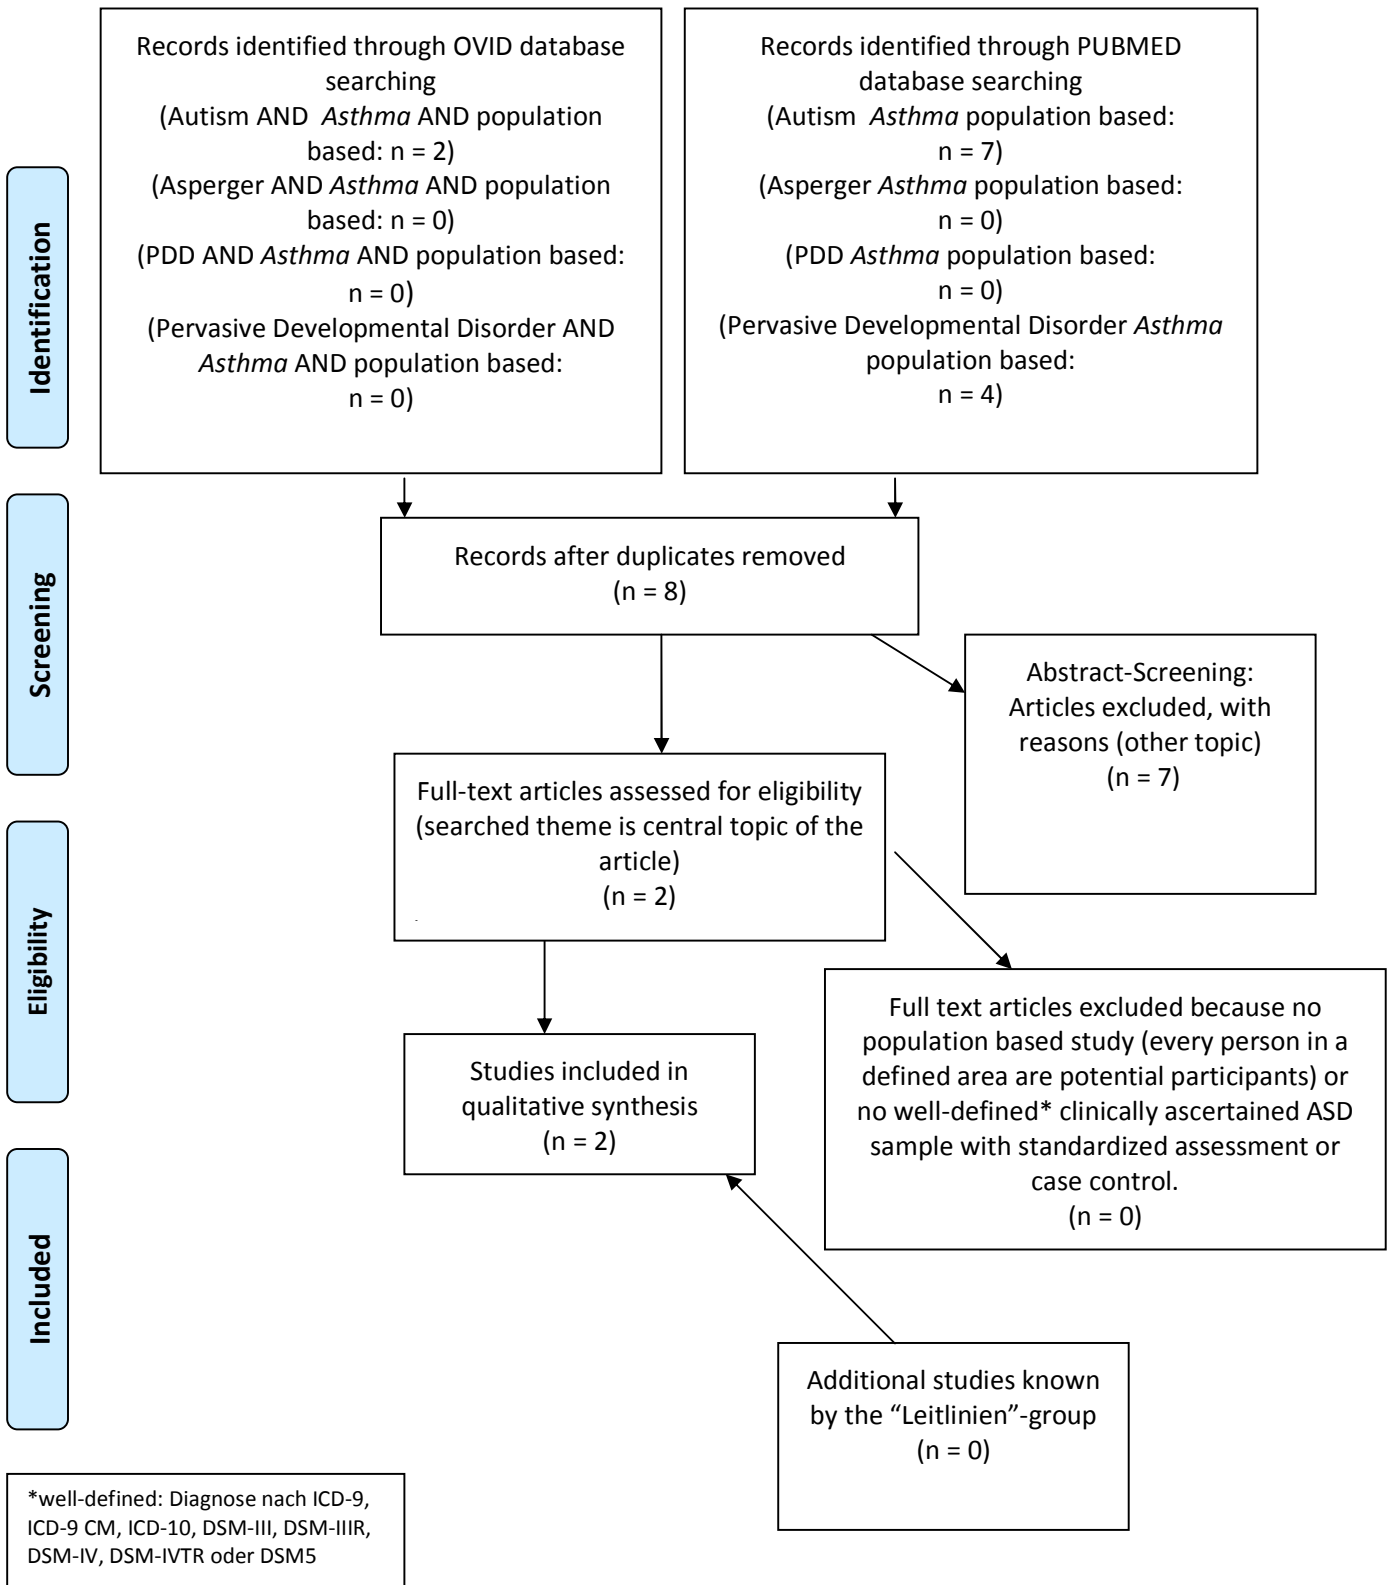 Records identified through OVID database
searching
(Autism AND Asthma AND population
based: n = 2)
(Asperger AND Asthma AND population
based: n = 0)
(PDD AND Asthma AND population based:
n = 0)
(Pervasive Developmental Disorder AND
Asthma AND population based:
n = 0)
Records identified through PUBMED
database searching
(Autism Asthma population based:
n = 7)
(Asperger Asthma population based:
n = 0)
(PDD Asthma population based:
n = 0)
(Pervasive Developmental Disorder Asthma
population based:
n = 4)
Identification
Records after duplicates removed
(n = 8)
Screening
Abstract-Screening:
Articles excluded, with
reasons (other topic)
(n = 7)
Full-text articles assessed for eligibility
(searched theme is central topic of the
article)
(n = 2)
Eligibility
Full text articles excluded because no
population based study (every person in a
defined area are potential participants) or
no well-defined* clinically ascertained ASD
sample with standardized assessment or
case control.
(n = 0)
Studies included in
qualitative synthesis
(n = 2)
Included
Additional studies known
by the “Leitlinien”-group
(n = 0)
*well-defined: Diagnose nach ICD-9,
ICD-9 CM, ICD-10, DSM-III, DSM-IIIR,
DSM-IV, DSM-IVTR oder DSM5